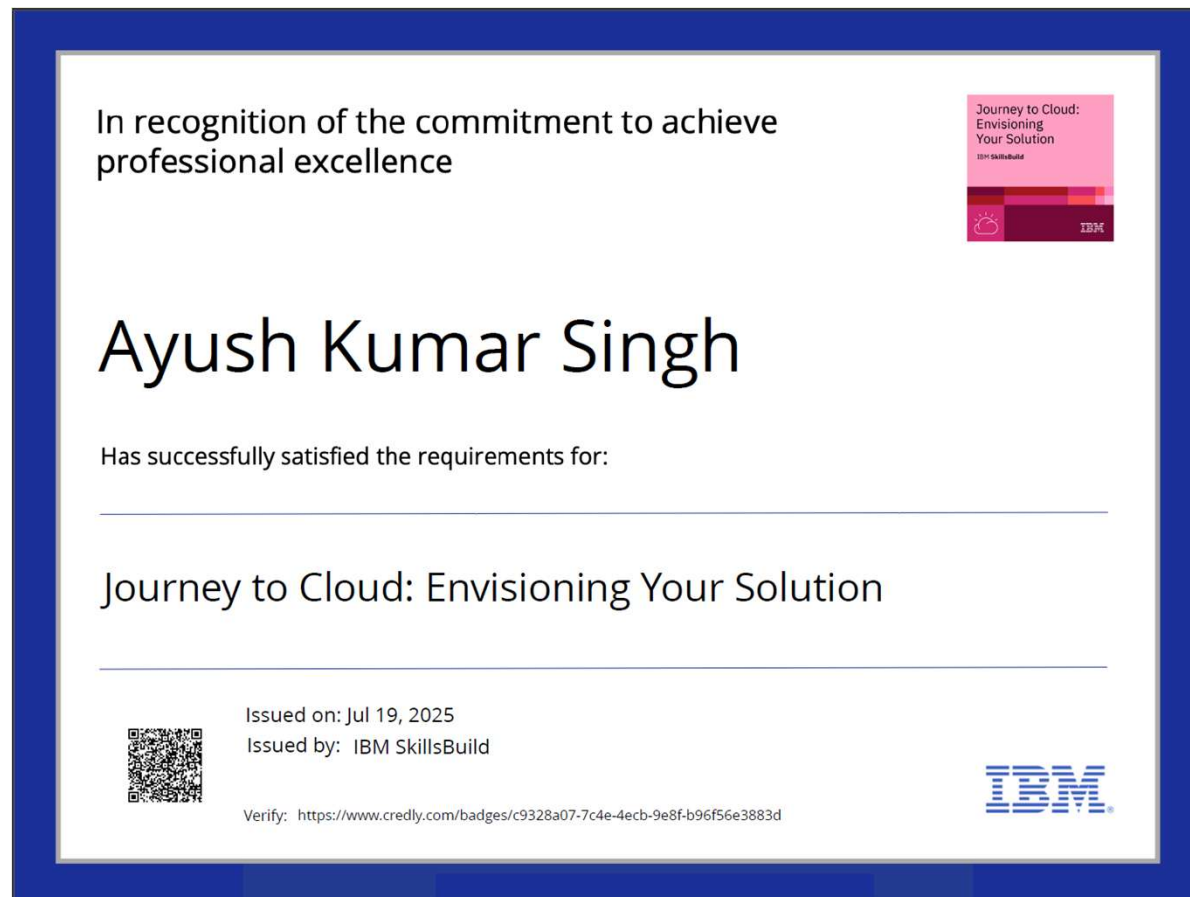 In recognition of the commitment to achieve
professional excellence
Journey to Cloud:
Envisioning
Your Solution
IBM SkillsBuild
IBM
Ayush Kumar Singh
Has successfully satisfied the requirements for:
Journey to Cloud: Envisioning Your Solution
Issued on: Jul 19, 2025
Issued by: IBM SkillsBuild
Verify: https://www.credly.com/badges/c9328a07-7c4e-4ecb-9e8f-b96f56e3883d
IBM®